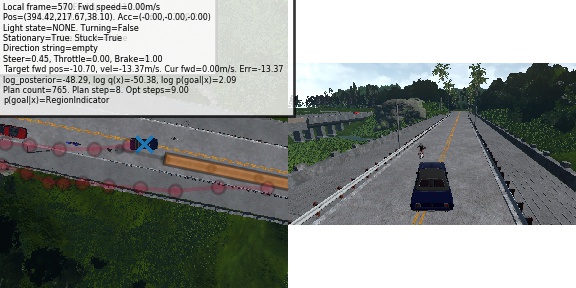 Local frame=570. Fwd speed=0.00m/s
Pos=(394.42,217.67,38.10). Acc=(-0.00,-0.00,-0.00)
Light state=NONE. Turning=False
Stationary=True. Stuck=True
Direction string=empty
Steer=0.45, Throttle=0.00, Brake=1.00
Target fwd pos=-10.70, vel=-13.37m/s. Cur fwd=0.00m/s. Err=-13.37
log_posterior=-48.29, log q(x)=-50.38, log p(goal|x)=2.09
Plan count=765. Plan step=8. Opt steps=9.00
p(goal|x)=RegionIndicator